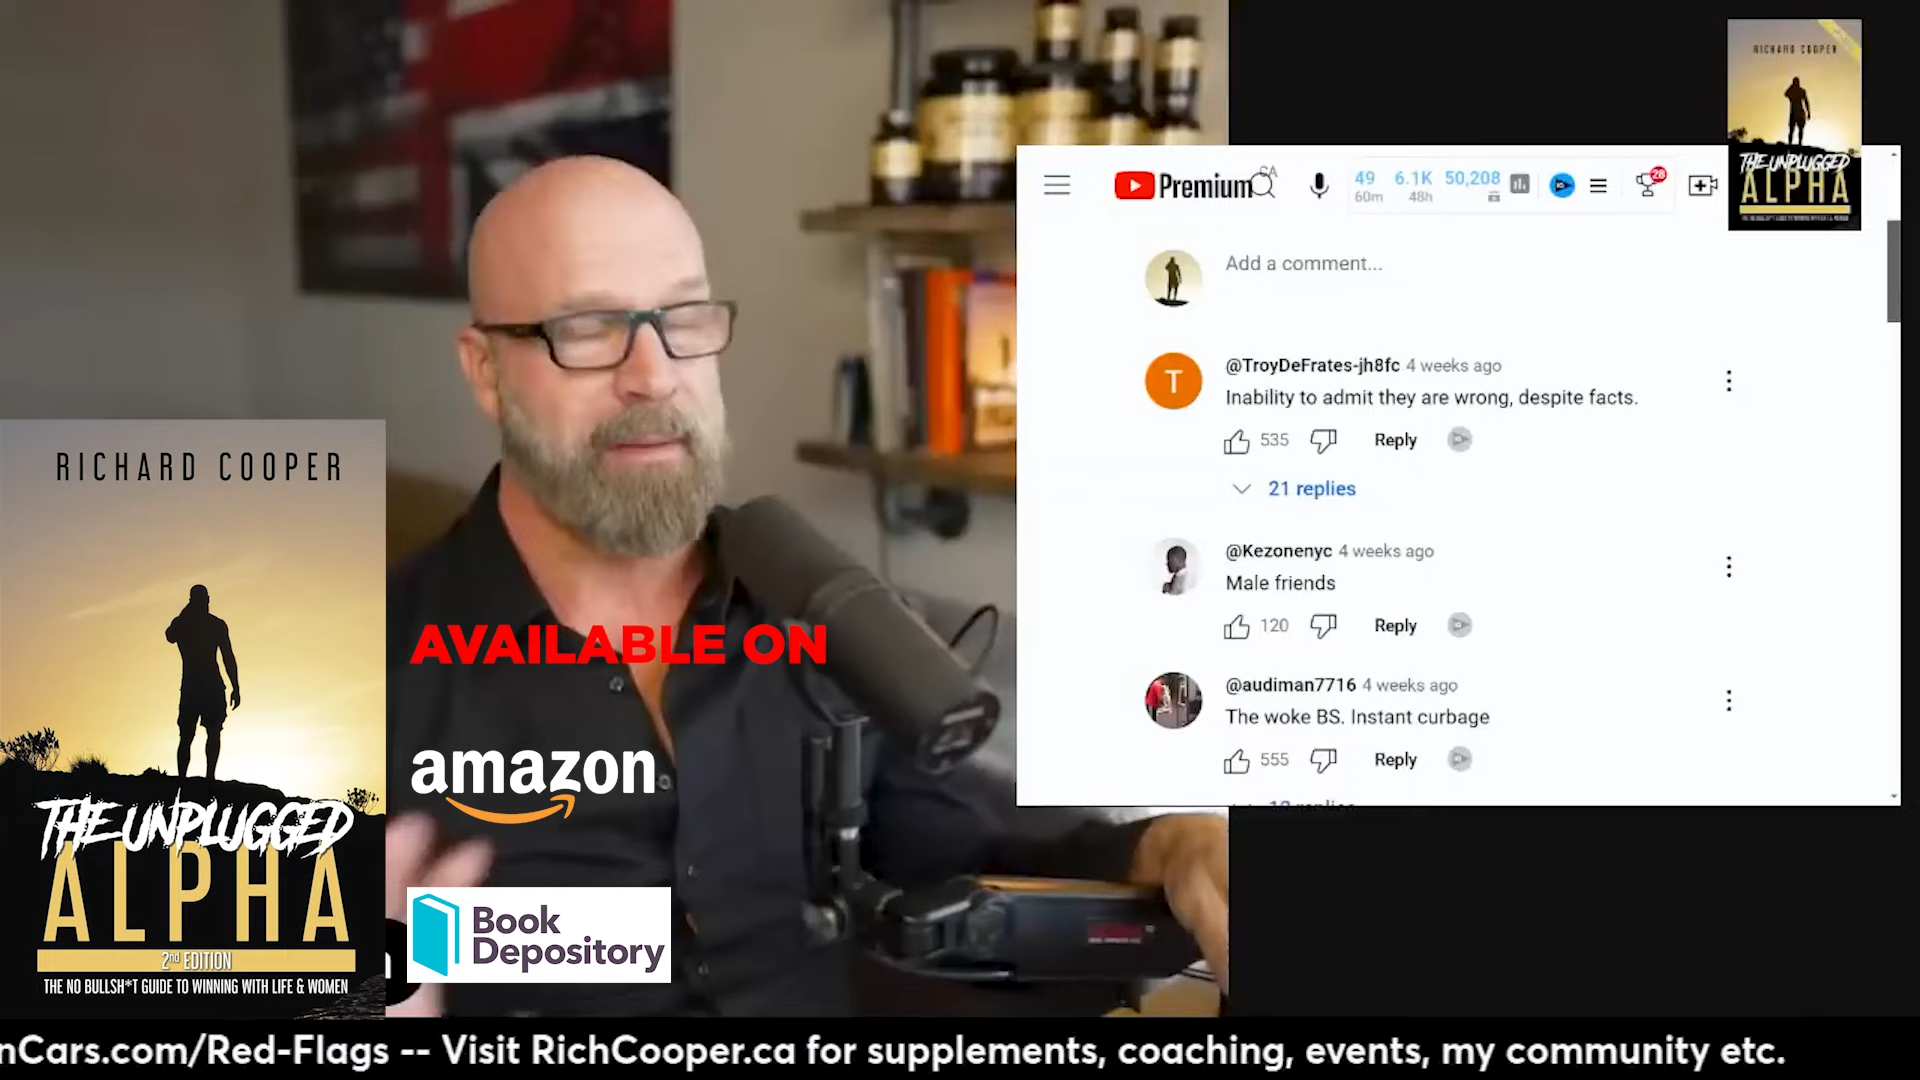 RICHARD COOPER
THE UNPLUGGED
ALPHA
2nd EDITION
THE NO BULLSH*T GUIDE TO WINNING WITH LIFE & WOMEN
AVAILABLE ON
amazon
Book
Depository
Premium
CA
49
60m
6.1K
48h
50,208
28
RICHARD COOPER
THE UNPLUGGED
ALPHA
Add a comment...
T
@TroyDeFrates-jh8fc 4 weeks ago
Inability to admit they are wrong, despite facts.
535
Reply
21 replies
@Kezonenyc 4 weeks ago
Male friends
120
Reply
@audiman7716 4 weeks ago
The woke BS. Instant curbage
555
Reply
nCars.com/Red-Flags -- Visit RichCooper.ca for supplements, coaching, events, my community etc.